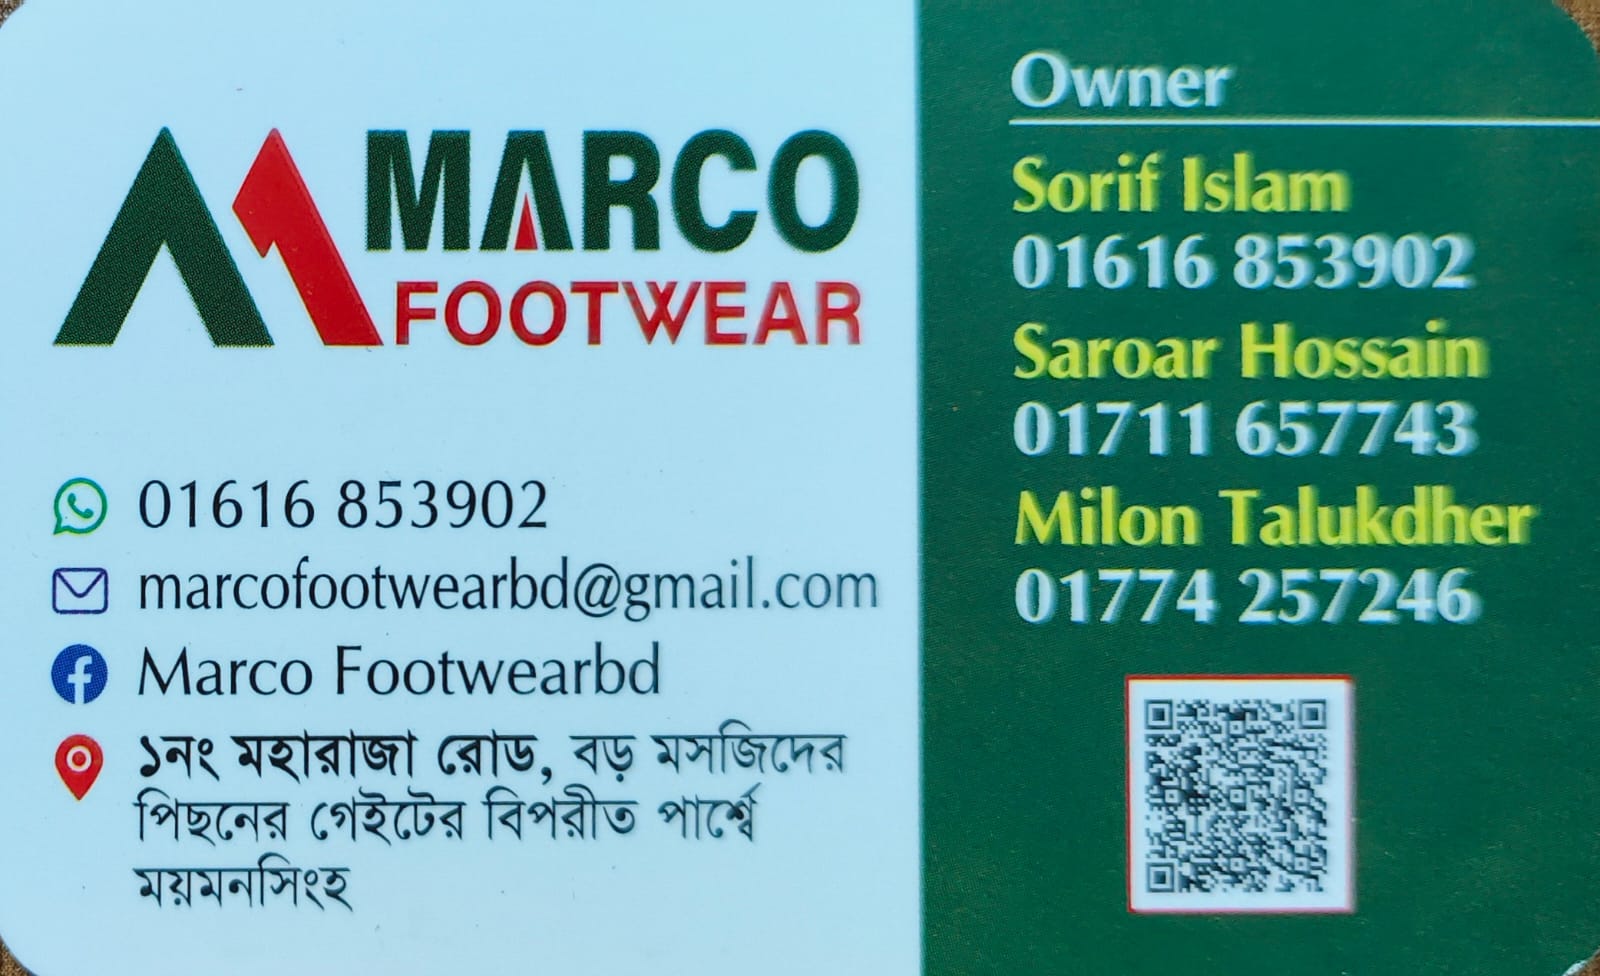 MARCO
FOOTWEAR
01616 853902
marcofootwearbd@gmail.com
Marco Footwearbd
১নং মহারাজা রোড, বড় মসজিদের
পিছনের গেইটের বিপরীত পার্শ্বে
ময়মনসিংহ
Owner
Sorif Islam
01616 853902
Saroar Hossain
01711 657743
Milon Talukdher
01774 257246